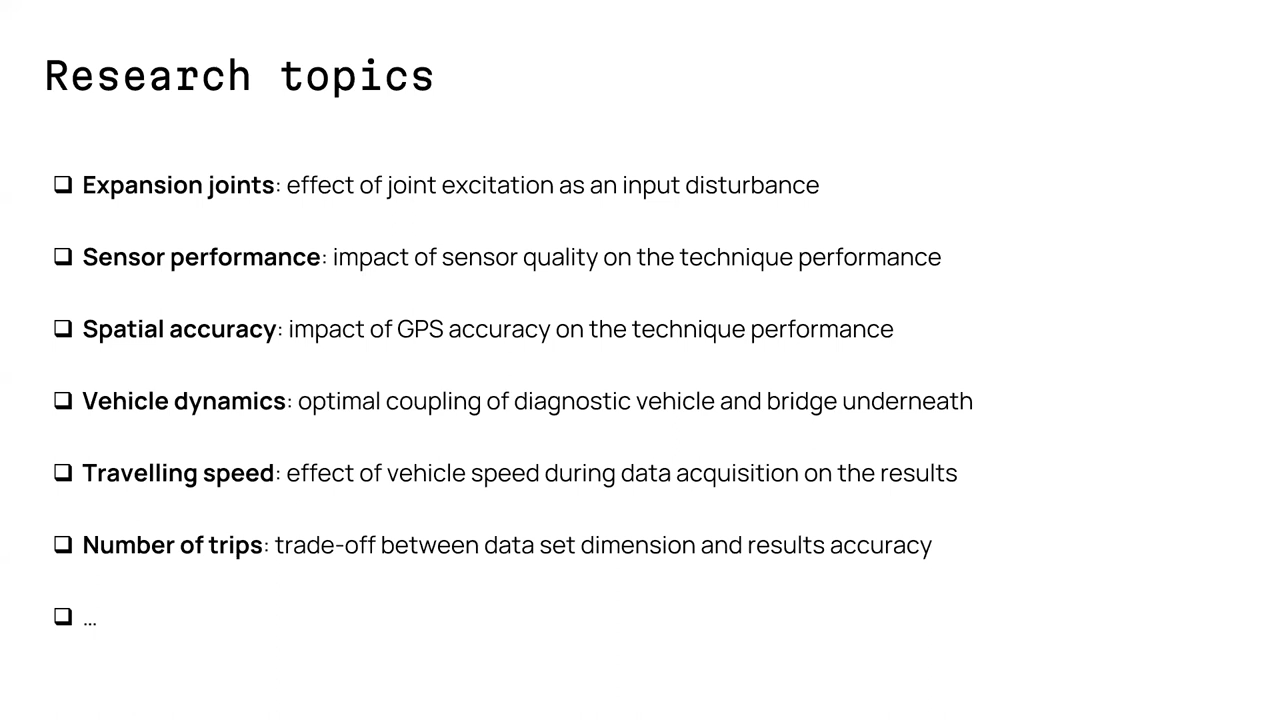 Research topics
❑ Expansion joints: effect of joint excitation as an input disturbance
❑ Sensor performance: impact of sensor quality on the technique performance
❑ Spatial accuracy: impact of GPS accuracy on the technique performance
❑ Vehicle dynamics: optimal coupling of diagnostic vehicle and bridge underneath
❑ Travelling speed: effect of vehicle speed during data acquisition on the results
❑ Number of trips: trade-off between data set dimension and results accuracy
❑ ...